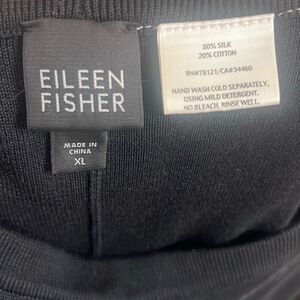 EILEEN
FISHER
MADE IN
CHINA
XL
80% SILK
20% COTTON
RN#78121/CA#34460
HAND WASH COLD SEPARATELY,
USING MILD DETERGENT.
NO BLEACH, RINSE WELL.